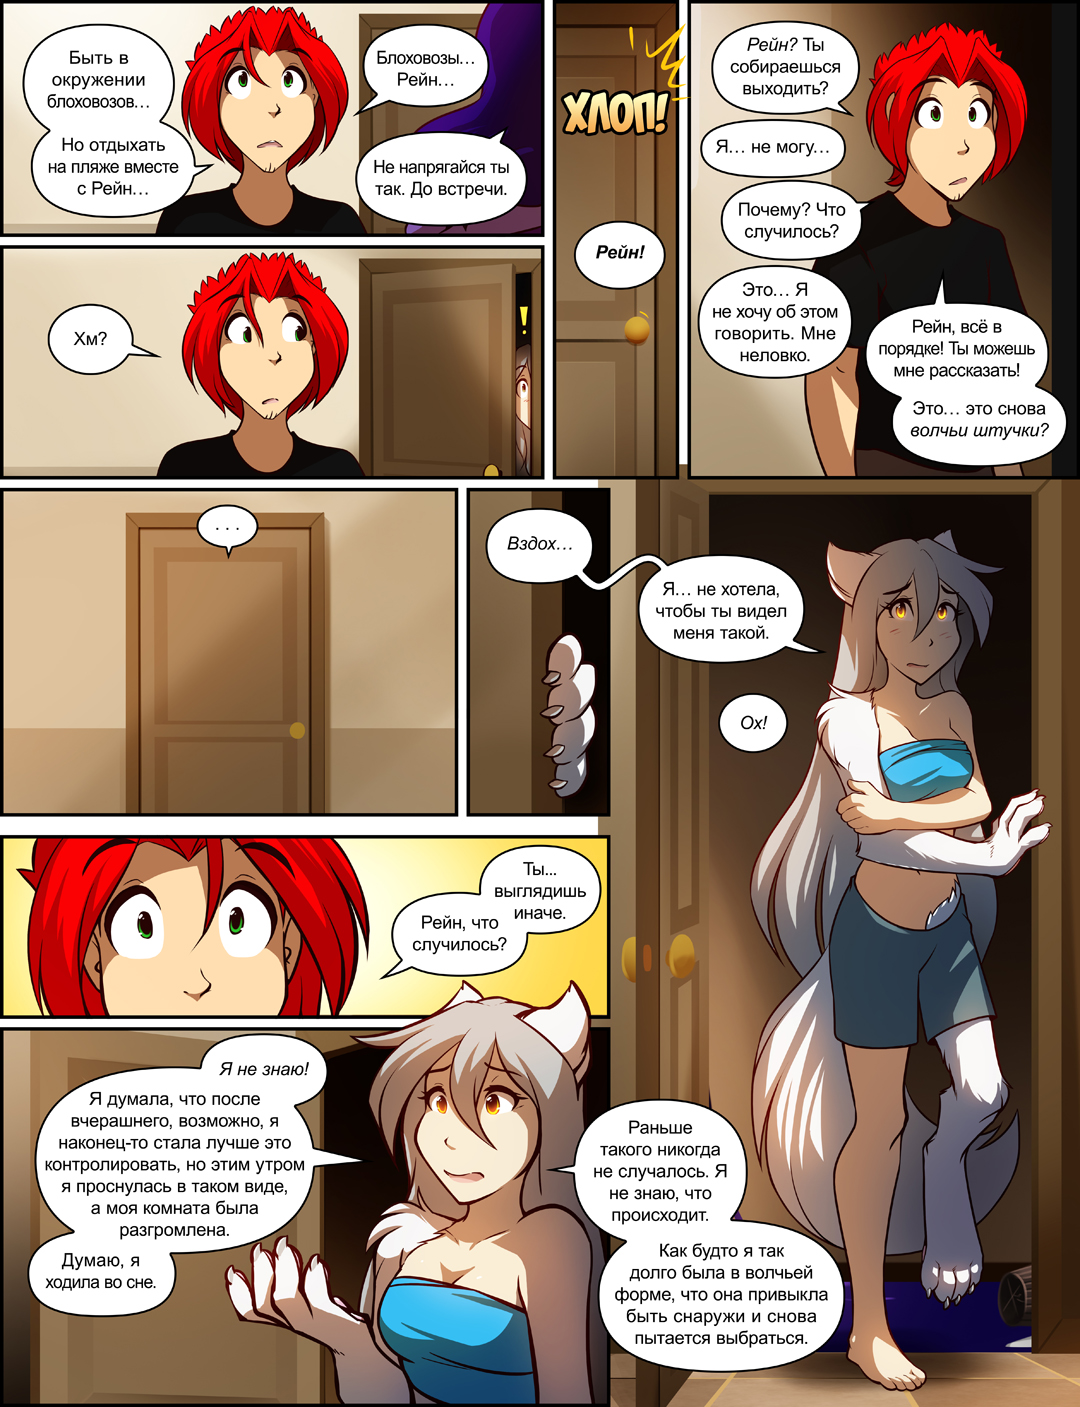 Быть в
окружении
блоховозов...
Но отдыхать
на пляже вместе
с Рейн...
Блоховозы...
Рейн...
Не напрягайся ты
так. До встречи.
Хм?
!
ХЛОП!
Рейн!
Рейн? Ты
собираешься
выходить?
Я... не могу...
Почему? Что
случилось?
Это... Я
не хочу об этом
говорить. Мне
неловко.
Рейн, всё в
порядке! Ты можешь
мне рассказать!
Это... это снова
волчьи штучки?
. . .
Вздох...
Я... не хотела,
чтобы ты видел
меня такой.
Ох!
Ты...
выглядишь
иначе.
Рейн, что
случилось?
Я не знаю!
Я думала, что после
вчерашнего, возможно, я
наконец-то стала лучше это
контролировать, но этим утром
я проснулась в таком виде,
а моя комната была
разгромлена.
Думаю, я
ходила во сне.
Раньше
такого никогда
не случалось. Я
не знаю, что
происходит.
Как будто я так
долго была в волчьей
форме, что она привыкла
быть снаружи и снова
пытается выбраться.